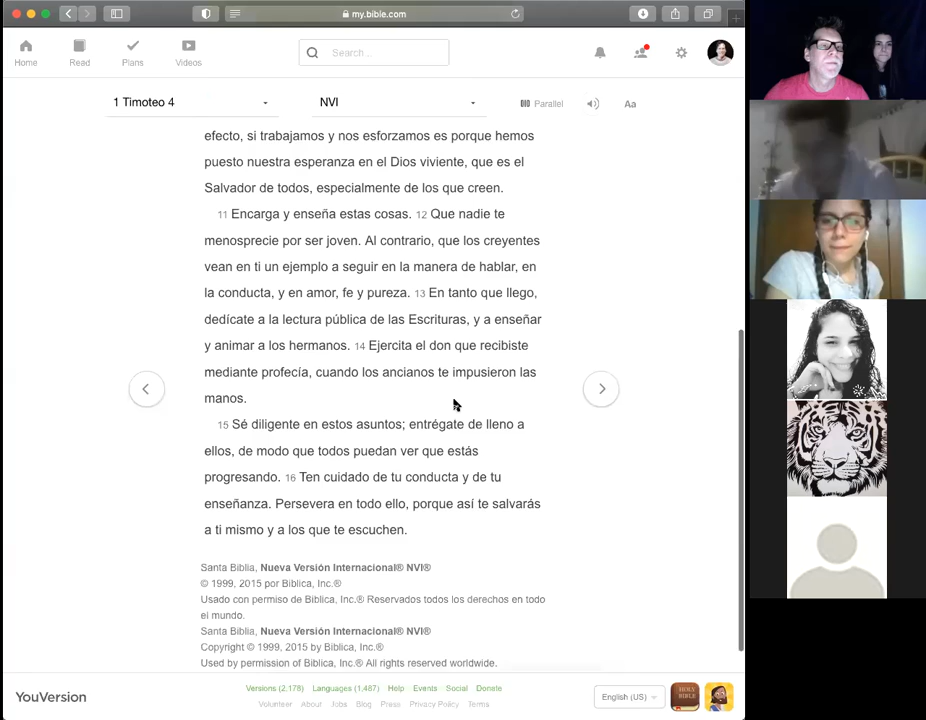 my.bible.com
Home
Read
Plans
Videos
Search...
1 Timoteo 4
NVI
Parallel
Aa
efecto, si trabajamos y nos esforzamos es porque hemos
puesto nuestra esperanza en el Dios viviente, que es el
Salvador de todos, especialmente de los que creen.
11 Encarga y enseña estas cosas. 12 Que nadie te
menosprecie por ser joven. Al contrario, que los creyentes
vean en ti un ejemplo a seguir en la manera de hablar, en
la conducta, y en amor, fe y pureza. 13 En tanto que llego,
dedícate a la lectura pública de las Escrituras, y a enseñar
y animar a los hermanos. 14 Ejercita el don que recibiste
mediante profecía, cuando los ancianos te impusieron las
manos.
15 Sé diligente en estos asuntos; entrégate de lleno a
ellos, de modo que todos puedan ver que estás
progresando. 16 Ten cuidado de tu conducta y de tu
enseñanza. Persevera en todo ello, porque así te salvarás
a ti mismo y a los que te escuchen.
Santa Biblia, Nueva Versión Internacional® NVI®
© 1999, 2015 por Biblica, Inc.®
Usado con permiso de Biblica, Inc.® Reservados todos los derechos en todo
el mundo.
Santa Biblia, Nueva Versión Internacional® NVI®
Copyright © 1999, 2015 by Biblica, Inc.®
Used by permission of Biblica, Inc.® All rights reserved worldwide.
YouVersion
Versions (2,178) Languages (1,487) Help Events Social Donate
Volunteer About Jobs Blog Press Privacy Policy Terms
English (US)
HOLY BIBLE